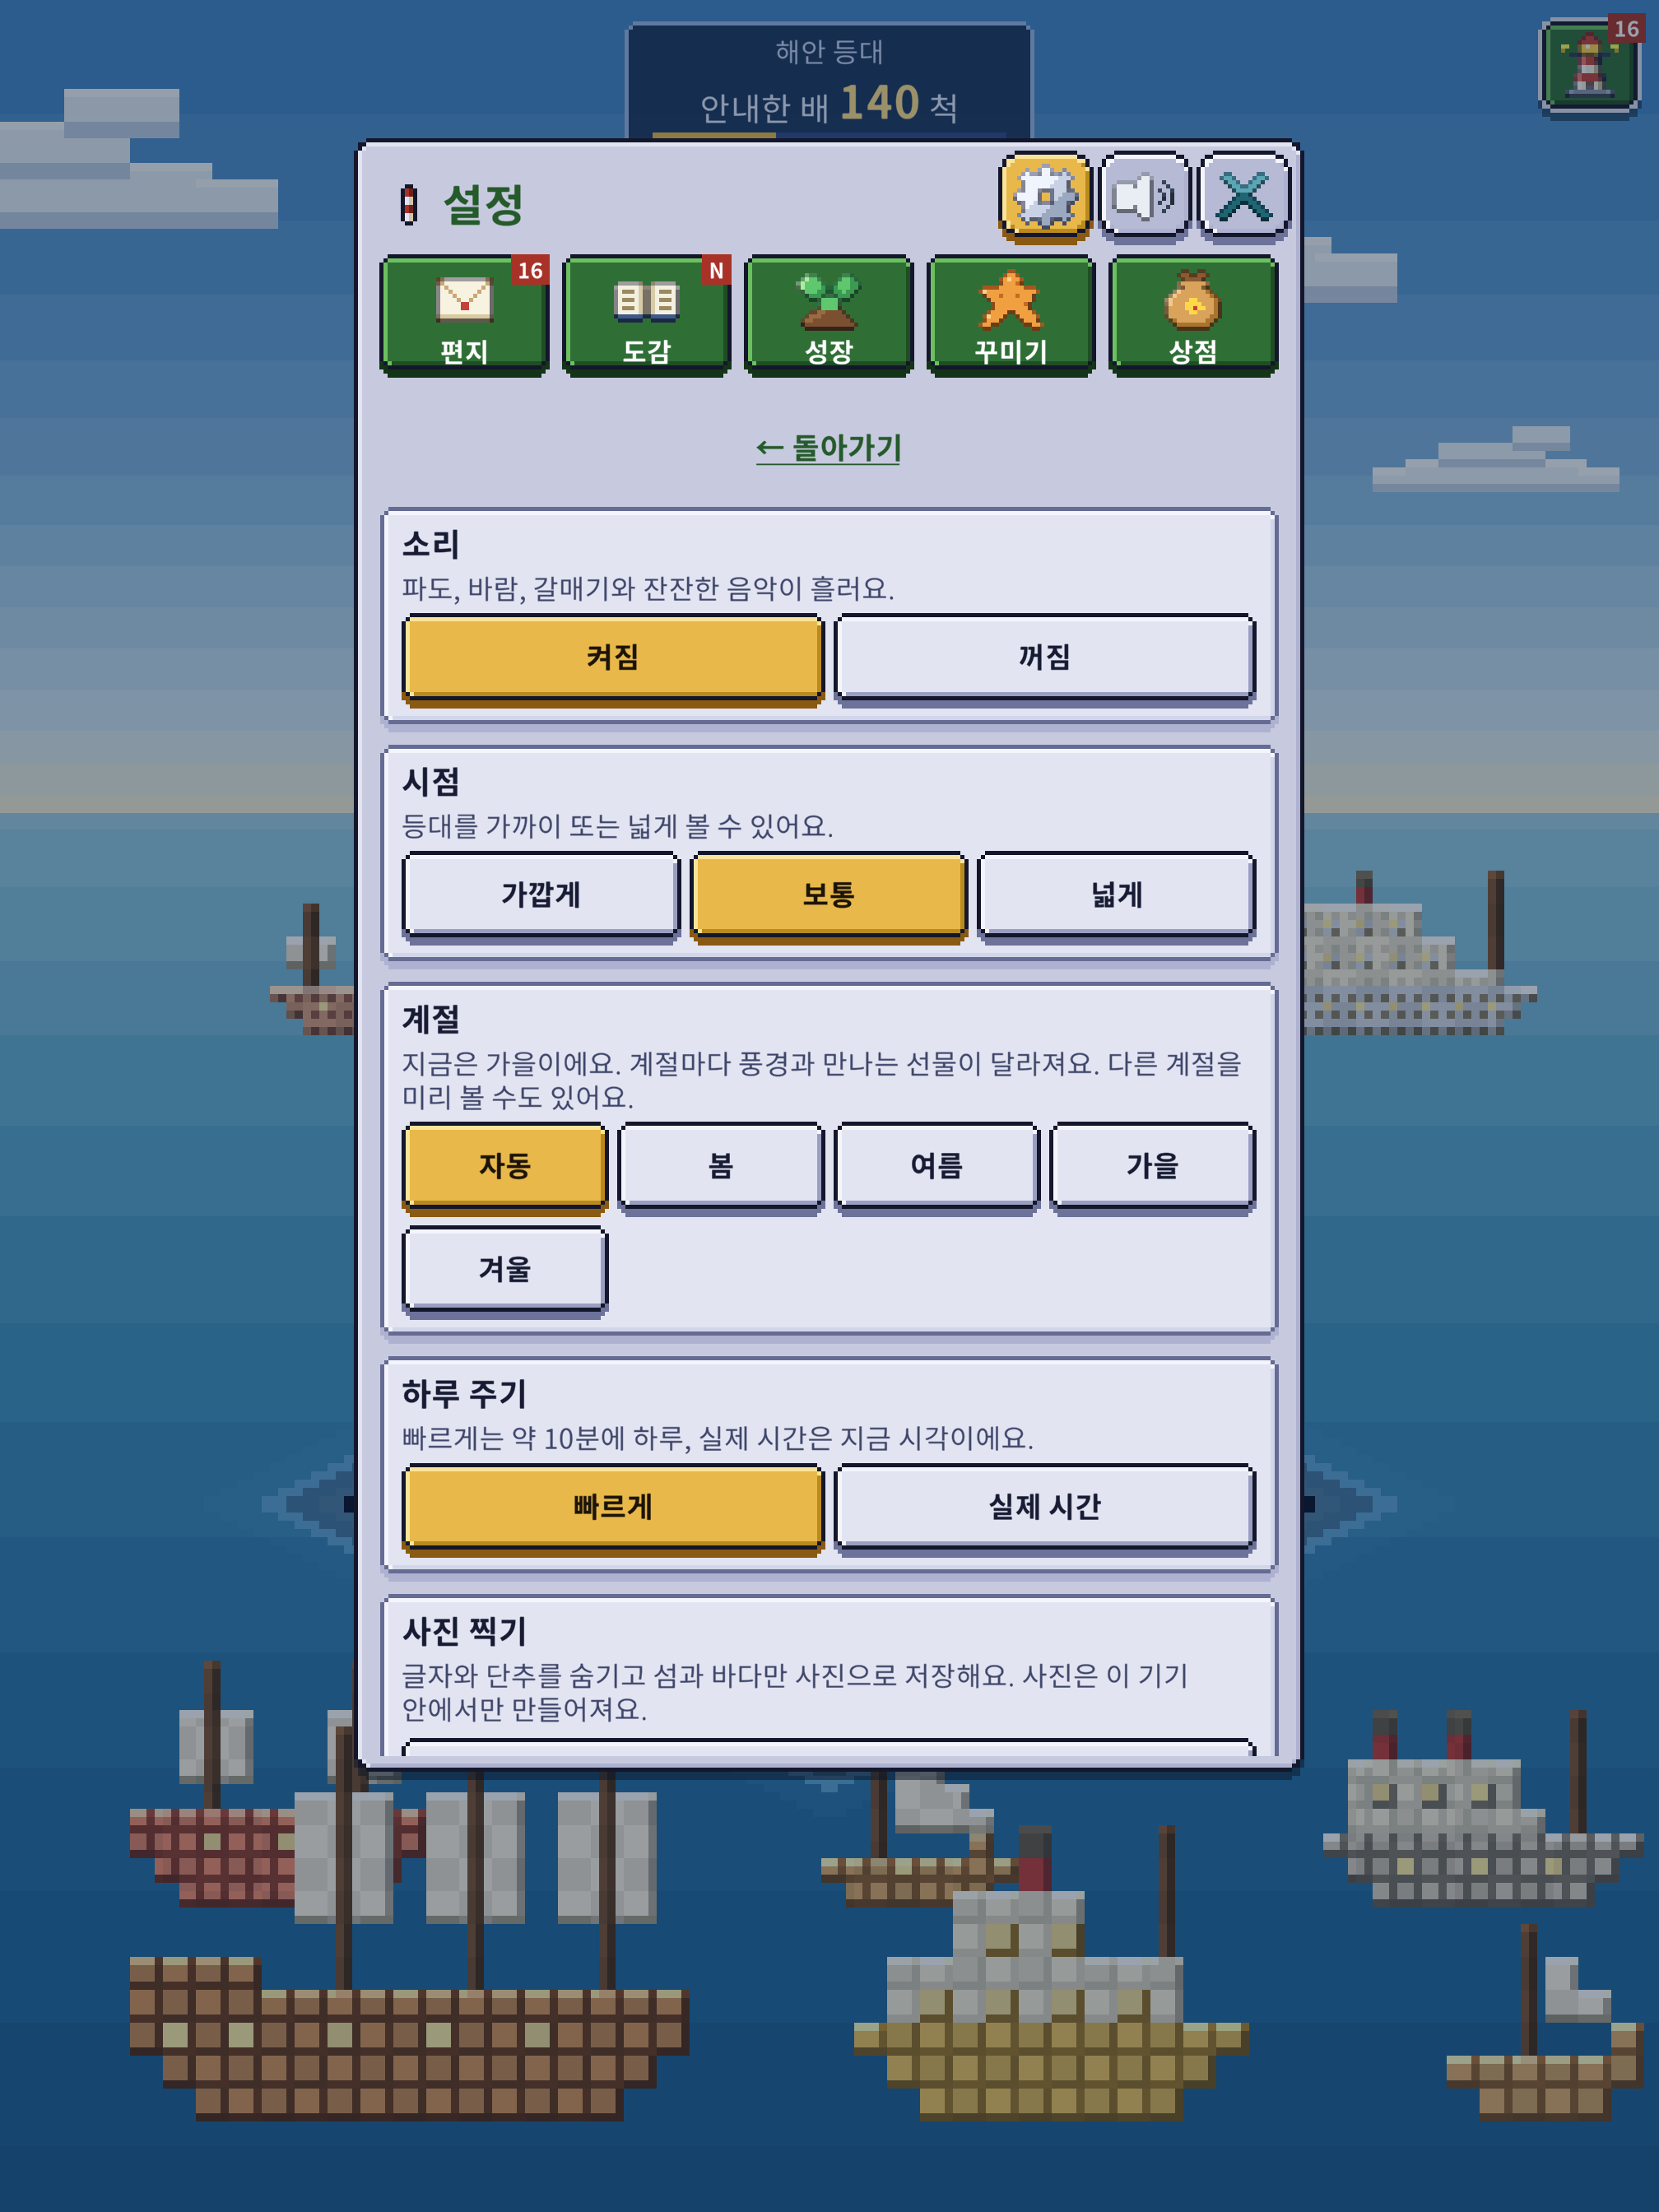 해안 등대
안내한 배 140 척
16
설정
16
편지
N
도감
성장
꾸미기
상점
← 돌아가기
소리
파도, 바람, 갈매기와 잔잔한 음악이 흘러요.
켜짐
꺼짐
시점
등대를 가까이 또는 넓게 볼 수 있어요.
가깝게
보통
넓게
계절
지금은 가을이에요. 계절마다 풍경과 만나는 선물이 달라져요. 다른 계절을
미리 볼 수도 있어요.
자동
봄
여름
가을
겨울
하루 주기
빠르게는 약 10분에 하루, 실제 시간은 지금 시각이에요.
빠르게
실제 시간
사진 찍기
글자와 단추를 숨기고 섬과 바다만 사진으로 저장해요. 사진은 이 기기
안에서만 만들어져요.